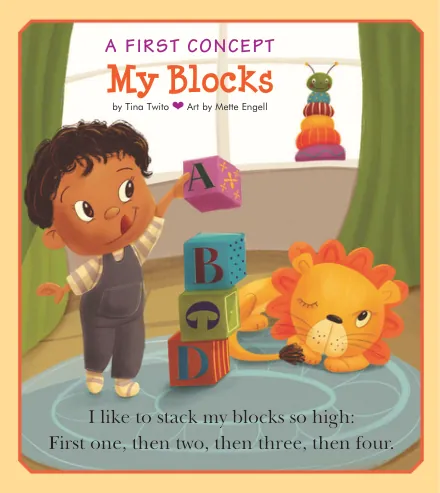 A FIRST CONCEPT
My Blocks
by Tina Twito ❤ Art by Mette Engell
A
B
C
D
I like to stack my blocks so high:
First one, then two, then three, then four.